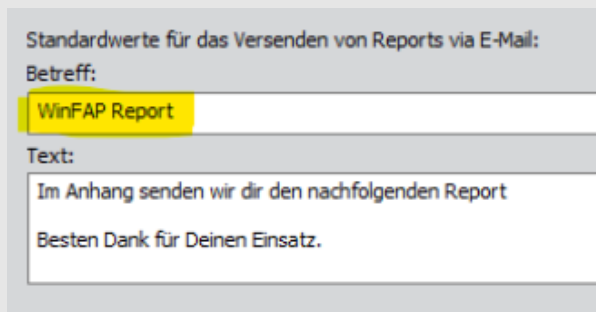 Standardwerte für das Versenden von Reports via E-Mail:
Betreff:
WinFAP Report
Text:
Im Anhang senden wir dir den nachfolgenden Report
Besten Dank für Deinen Einsatz.